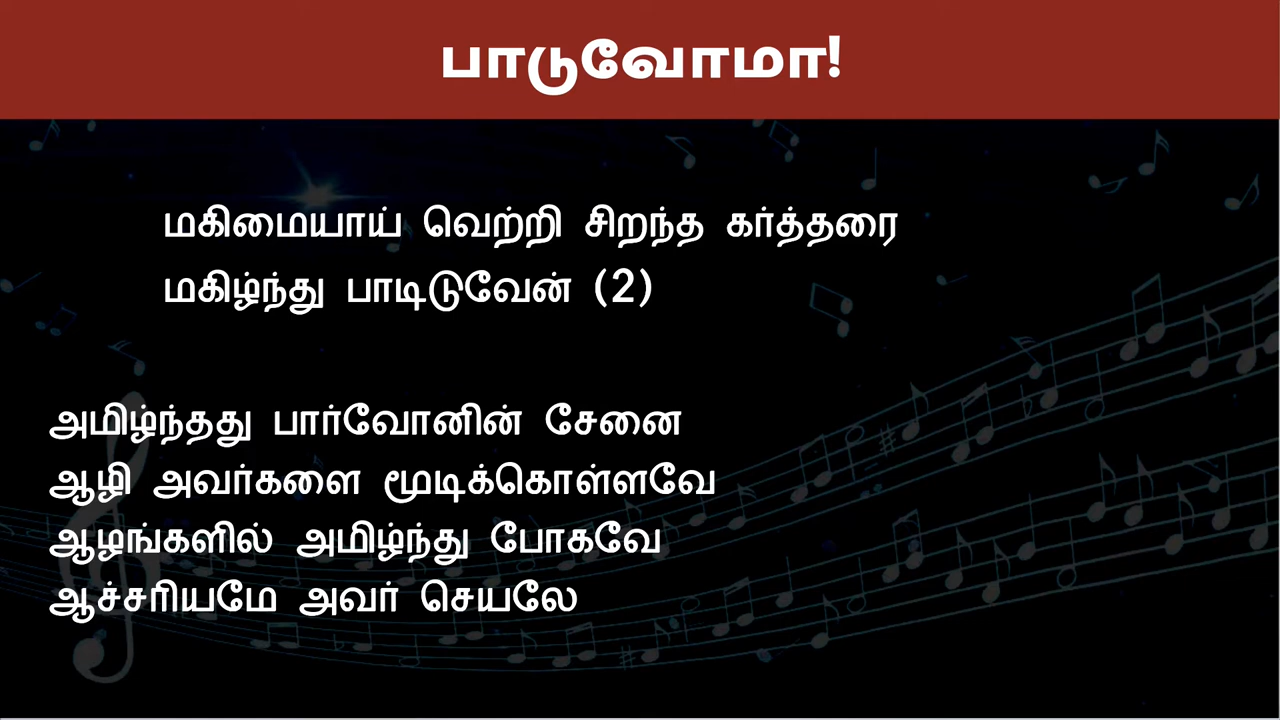 பாடுவோமா!
மகிமையாய் வெற்றி சிறந்த கர்த்தரை
மகிழ்ந்து பாடிடுவேன் (2)
அமிழ்ந்தது பார்வோனின் சேனை
ஆழி அவர்களை மூடிக்கொள்ளவே
ஆழங்களில் அமிழ்ந்து போகவே
ஆச்சரியமே அவர் செயலே